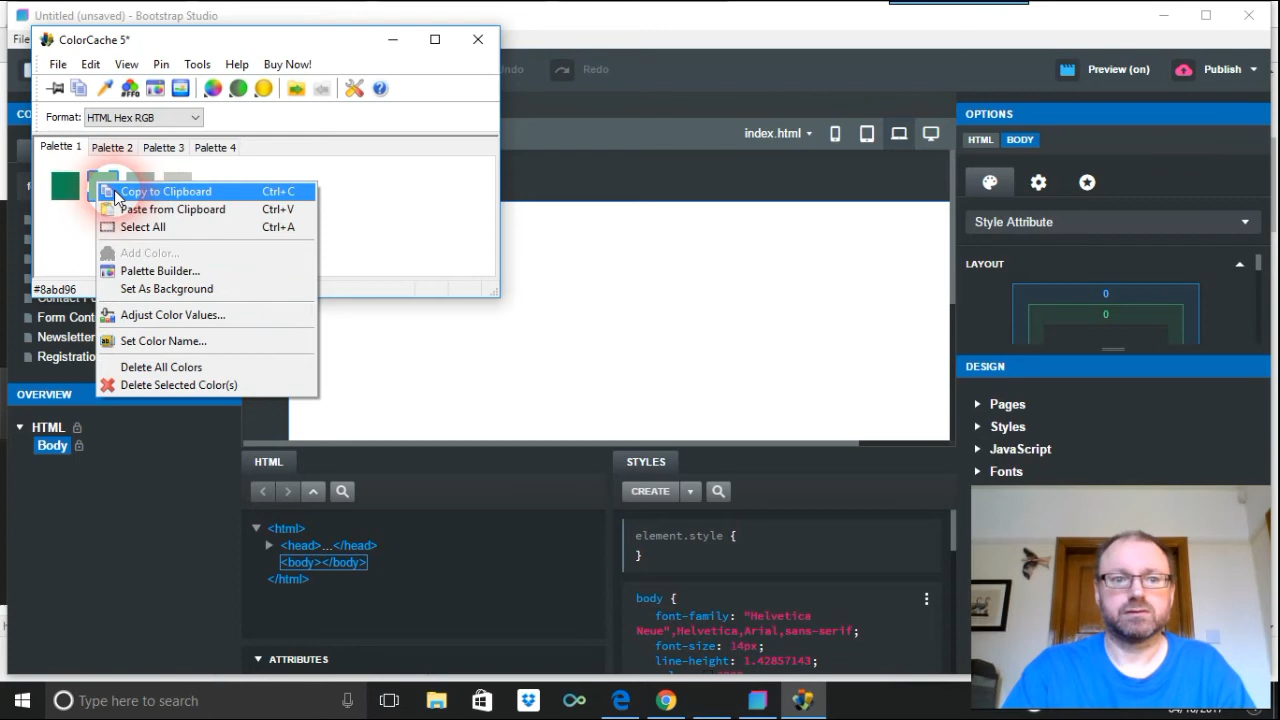 Untitled (unsaved) - Bootstrap Studio
ColorCache 5*
File Edit View Pin Tools Help Buy Now!
Undo Redo
Preview (on) Publish
#FF0
Format: HTML Hex RGB
index.html
Palette 1 Palette 2 Palette 3 Palette 4
Copy to Clipboard Ctrl+C
Paste from Clipboard Ctrl+V
Select All Ctrl+A
Add Color...
Palette Builder...
Set As Background
Adjust Color Values...
Set Color Name...
Delete All Colors
Delete Selected Color(s)
#8abd96
Form Cont
Newsletter
Registratio
OVERVIEW
HTML
Body
OPTIONS
HTML BODY
Style Attribute
LAYOUT
0
0
DESIGN
Pages
Styles
JavaScript
Fonts
HTML
<html>
<head>...</head>
<body></body>
</html>
ATTRIBUTES
STYLES
CREATE
element.style {
}
body {
font-family: "Helvetica
Neue",Helvetica,Arial,sans-serif;
font-size: 14px;
line-height: 1.42857143;
Type here to search